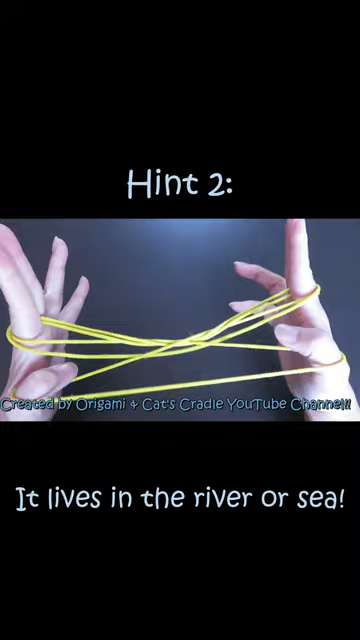 Hint 2:
Created by Origami & Cat's Cradle YouTube Channel!!
It lives in the river or sea!